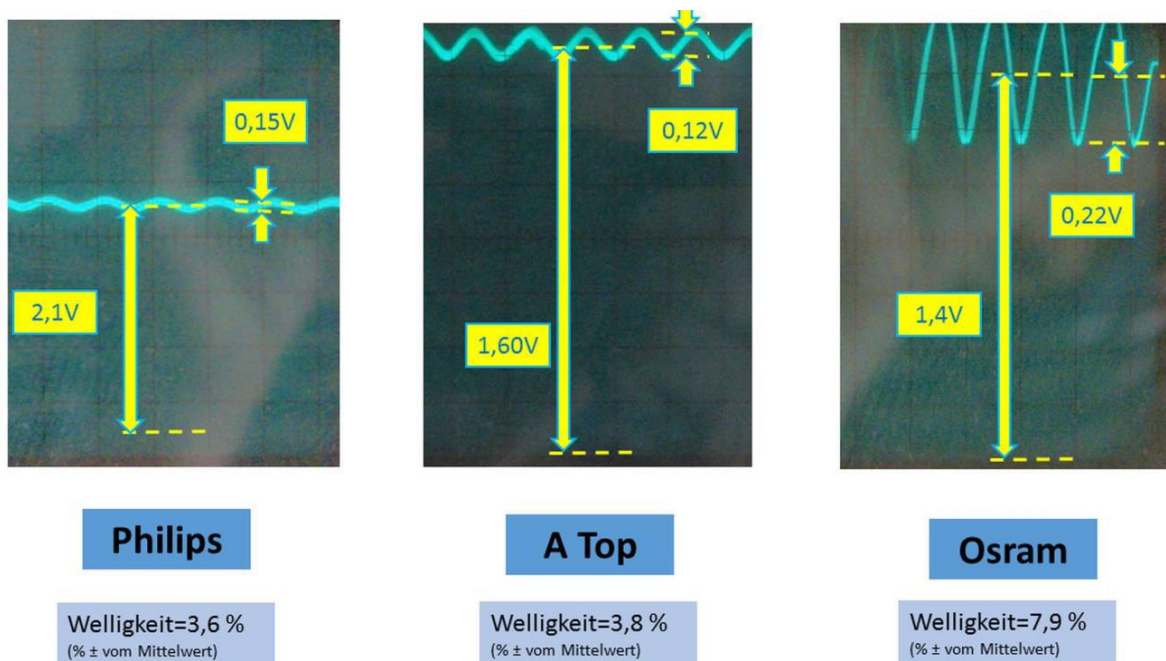 0,15V
2,1V
Philips
Welligkeit=3,6 %
(% ± vom Mittelwert)
0,12V
1,60V
A Top
Welligkeit=3,8 %
(% ± vom Mittelwert)
0,22V
1,4V
Osram
Welligkeit=7,9 %
(% ± vom Mittelwert)